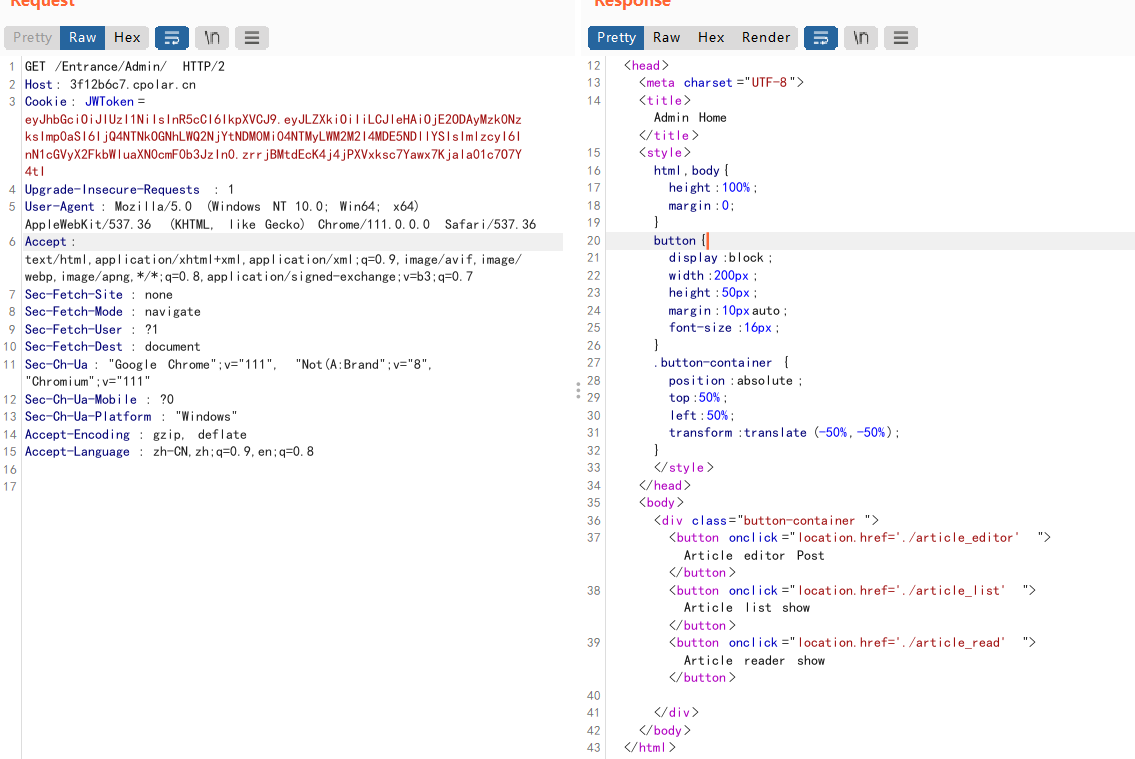 Request
Pretty Raw Hex \n
1 GET /Entrance/Admin/ HTTP/2
2 Host: 3f12b6c7.cpolar.cn
3 Cookie: JWToken=
4 Upgrade-Insecure-Requests : 1
5 User-Agent : Mozilla/5.0 (Windows NT 10.0; Win64; x64)
AppleWebKit/537.36 (KHTML, like Gecko) Chrome/111.0.0.0 Safari/537.36
6 Accept :
text/html,application/xhtml+xml,application/xml;q=0.9,image/avif,image/
webp,image/apng,*/*;q=0.8,application/signed-exchange;v=b3;q=0.7
7 Sec-Fetch-Site : none
8 Sec-Fetch-Mode : navigate
9 Sec-Fetch-User : ?1
10 Sec-Fetch-Dest : document
11 Sec-Ch-Ua : "Google Chrome";v="111", "Not(A:Brand";v="8",
"Chromium";v="111"
12 Sec-Ch-Ua-Mobile : ?0
13 Sec-Ch-Ua-Platform : "Windows"
14 Accept-Encoding : gzip, deflate
15 Accept-Language : zh-CN,zh;q=0.9,en;q=0.8
16
17
Response
Pretty Raw Hex Render \n
12 <head>
13 <meta charset="UTF-8">
14 <title>
Admin Home
</title>
15 <style>
16 html,body{
17 height:100%;
18 margin:0;
19 }
20 button{
21 display:block;
22 width:200px;
23 height:50px;
24 margin:10px auto;
25 font-size:16px;
26 }
27 .button-container {
28 position:absolute;
29 top:50%;
30 left:50%;
31 transform:translate(-50%,-50%);
32 }
33 </style>
34 </head>
35 <body>
36 <div class="button-container ">
37 <button onclick="location.href='./article_editor' ">
Article editor Post
</button>
38 <button onclick="location.href='./article_list' ">
Article list show
</button>
39 <button onclick="location.href='./article_read' ">
Article reader show
</button>
40
41 </div>
42 </body>
43 </html>